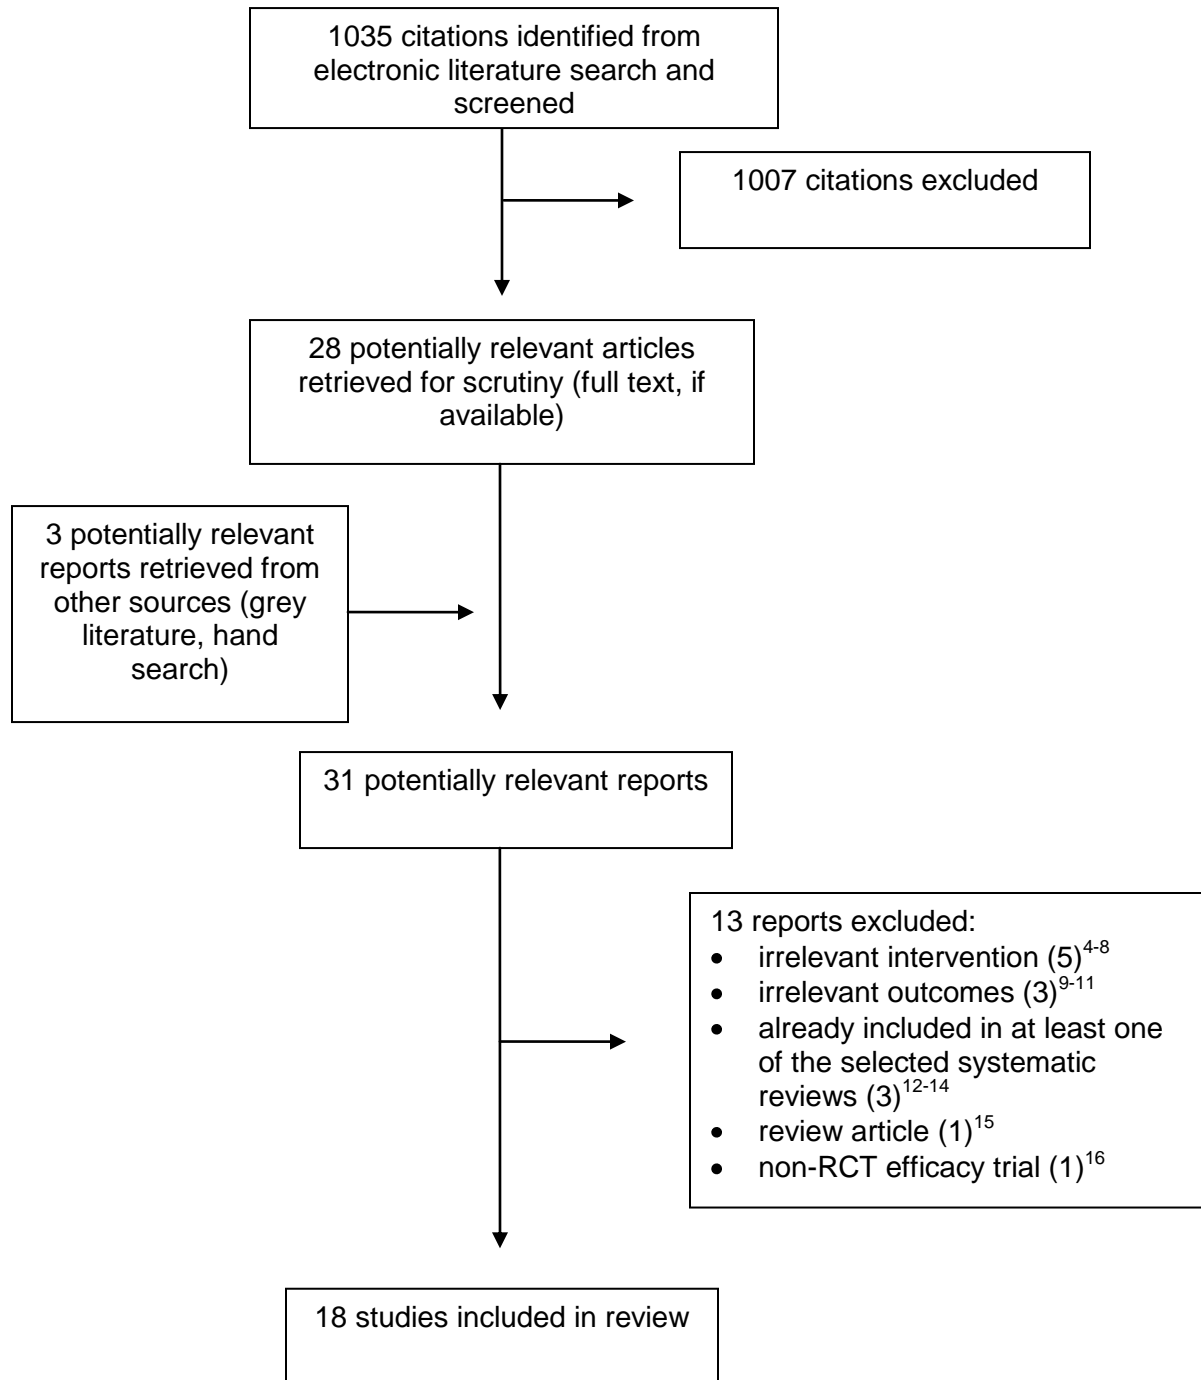 1035 citations identified from
electronic literature search and
screened
1007 citations excluded
28 potentially relevant articles
retrieved for scrutiny (full text, if
available)
3 potentially relevant
reports retrieved from
other sources (grey
literature, hand
search)
31 potentially relevant reports
13 reports excluded:
• irrelevant intervention (5)4-8
• irrelevant outcomes (3)9-11
• already included in at least one
of the selected systematic
reviews (3)12-14
• review article (1)15
• non-RCT efficacy trial (1)16
18 studies included in review